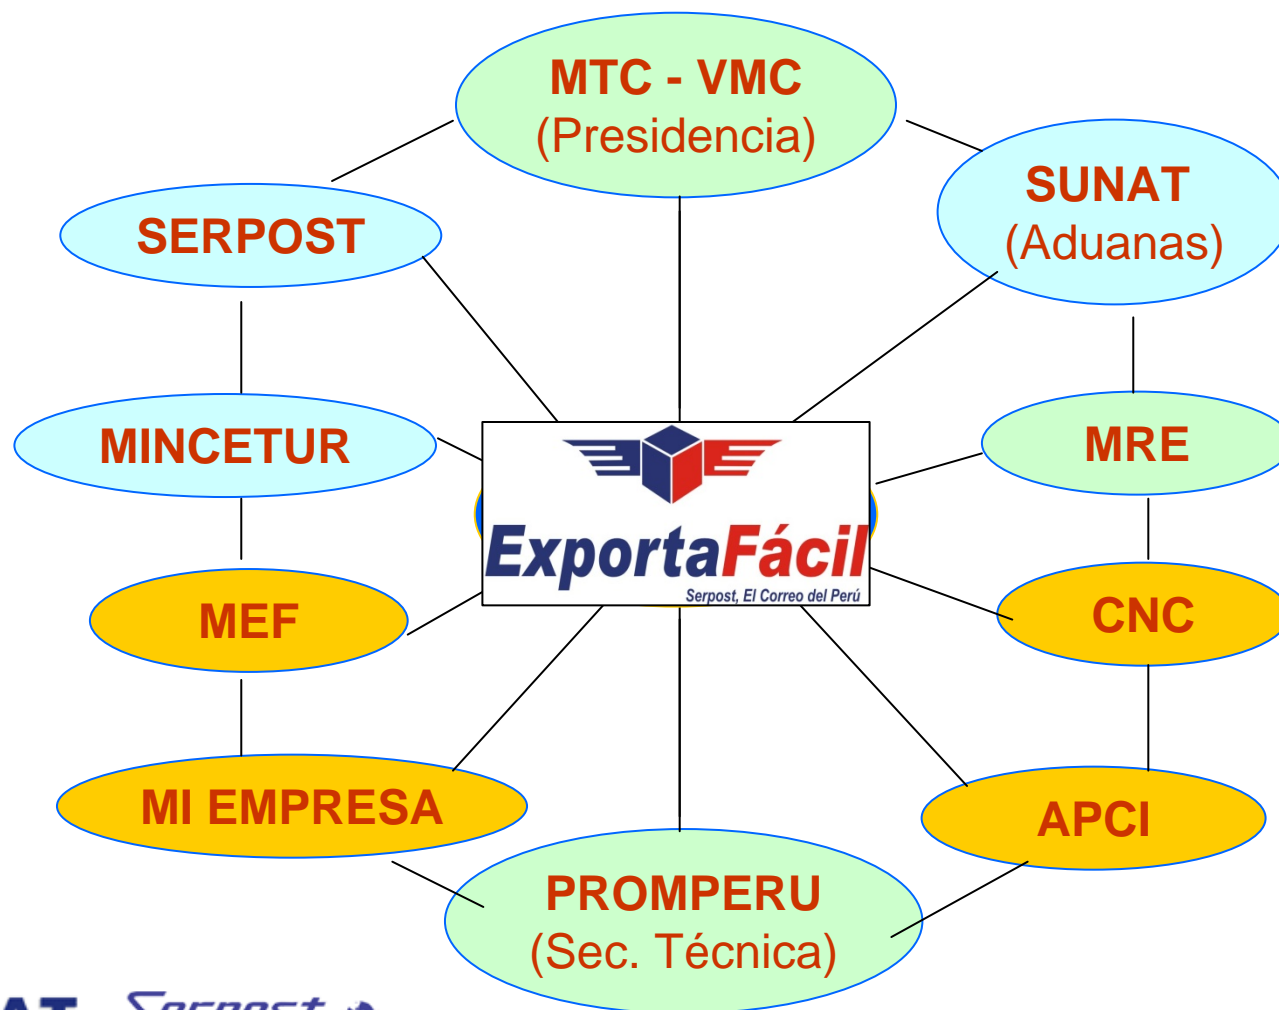 MTC - VMC
(Presidencia)
SUNAT
(Aduanas)
SERPOST
MINCETUR
MRE
ExportaFácil
Serpost, El Correo del Perú
MEF
CNC
MI EMPRESA
APCI
PROMPERU
(Sec. Técnica)
Serpost